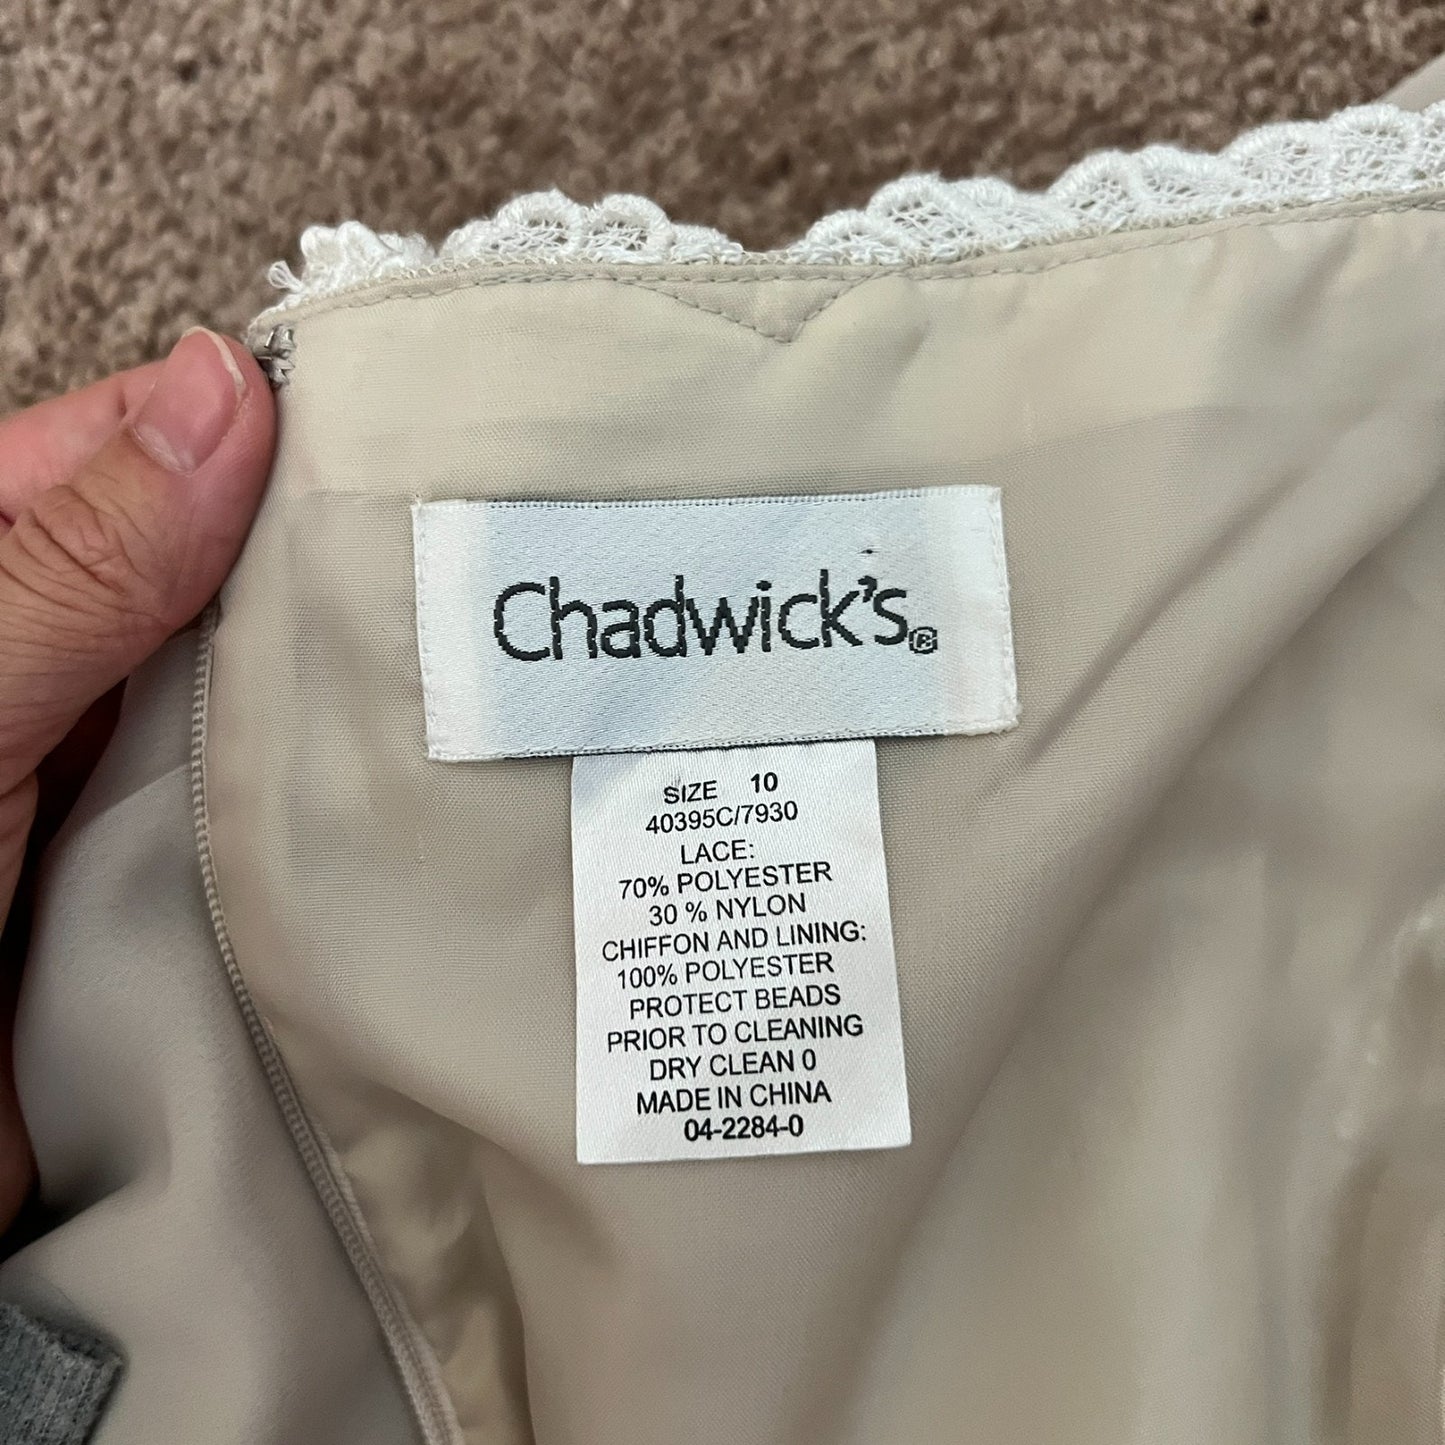 Chadwick's®
SIZE 10
40395C/7930
LACE:
70% POLYESTER
30 % NYLON
CHIFFON AND LINING:
100% POLYESTER
PROTECT BEADS
PRIOR TO CLEANING
DRY CLEAN 0
MADE IN CHINA
04-2284-0